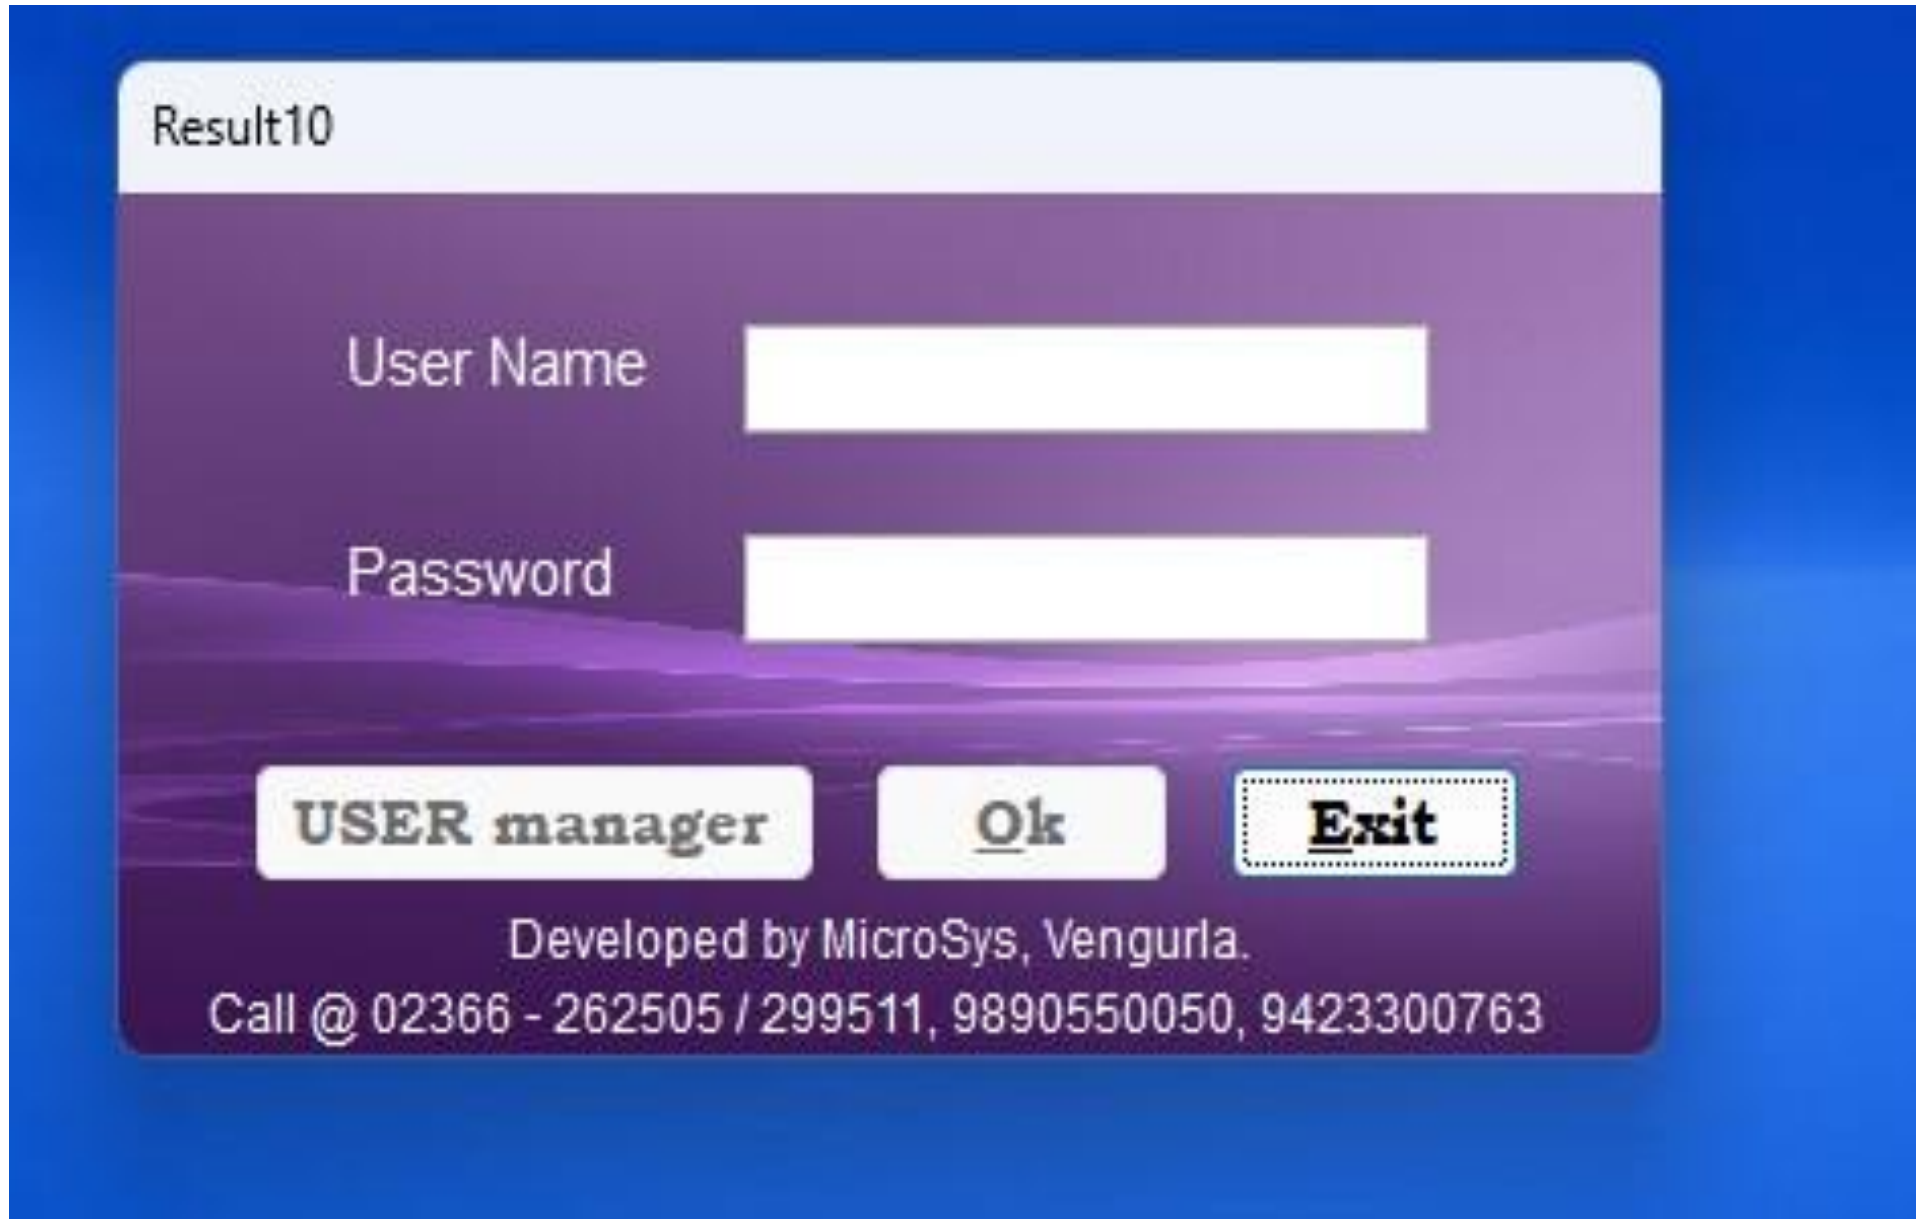 Result10
User Name
Password
USER manager Ok Exit
Developed by MicroSys, Vengurla.
Call @ 02366 - 262505 / 299511, 9890550050, 9423300763